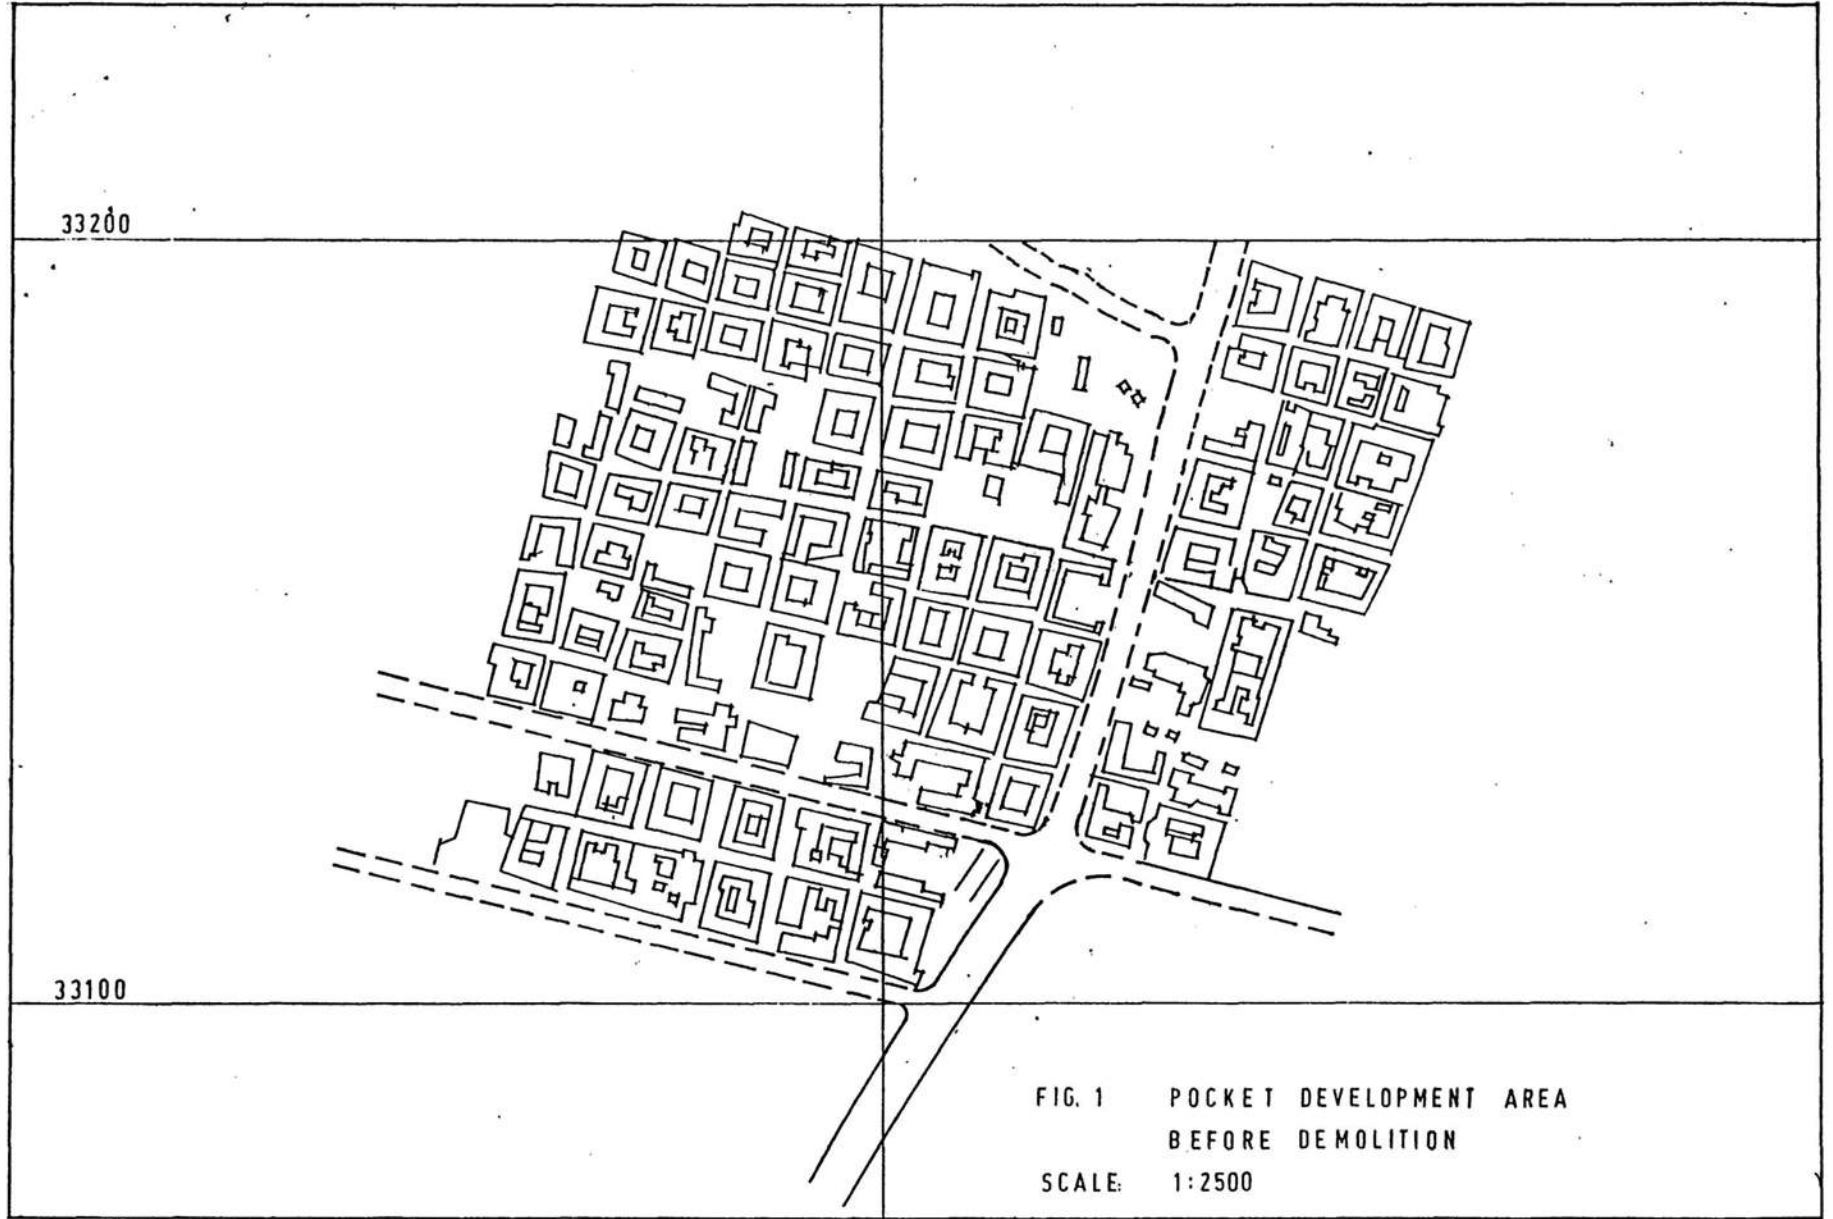 33200
33100
FIG. 1 POCKET DEVELOPMENT AREA
BEFORE DEMOLITION
SCALE: 1:2500